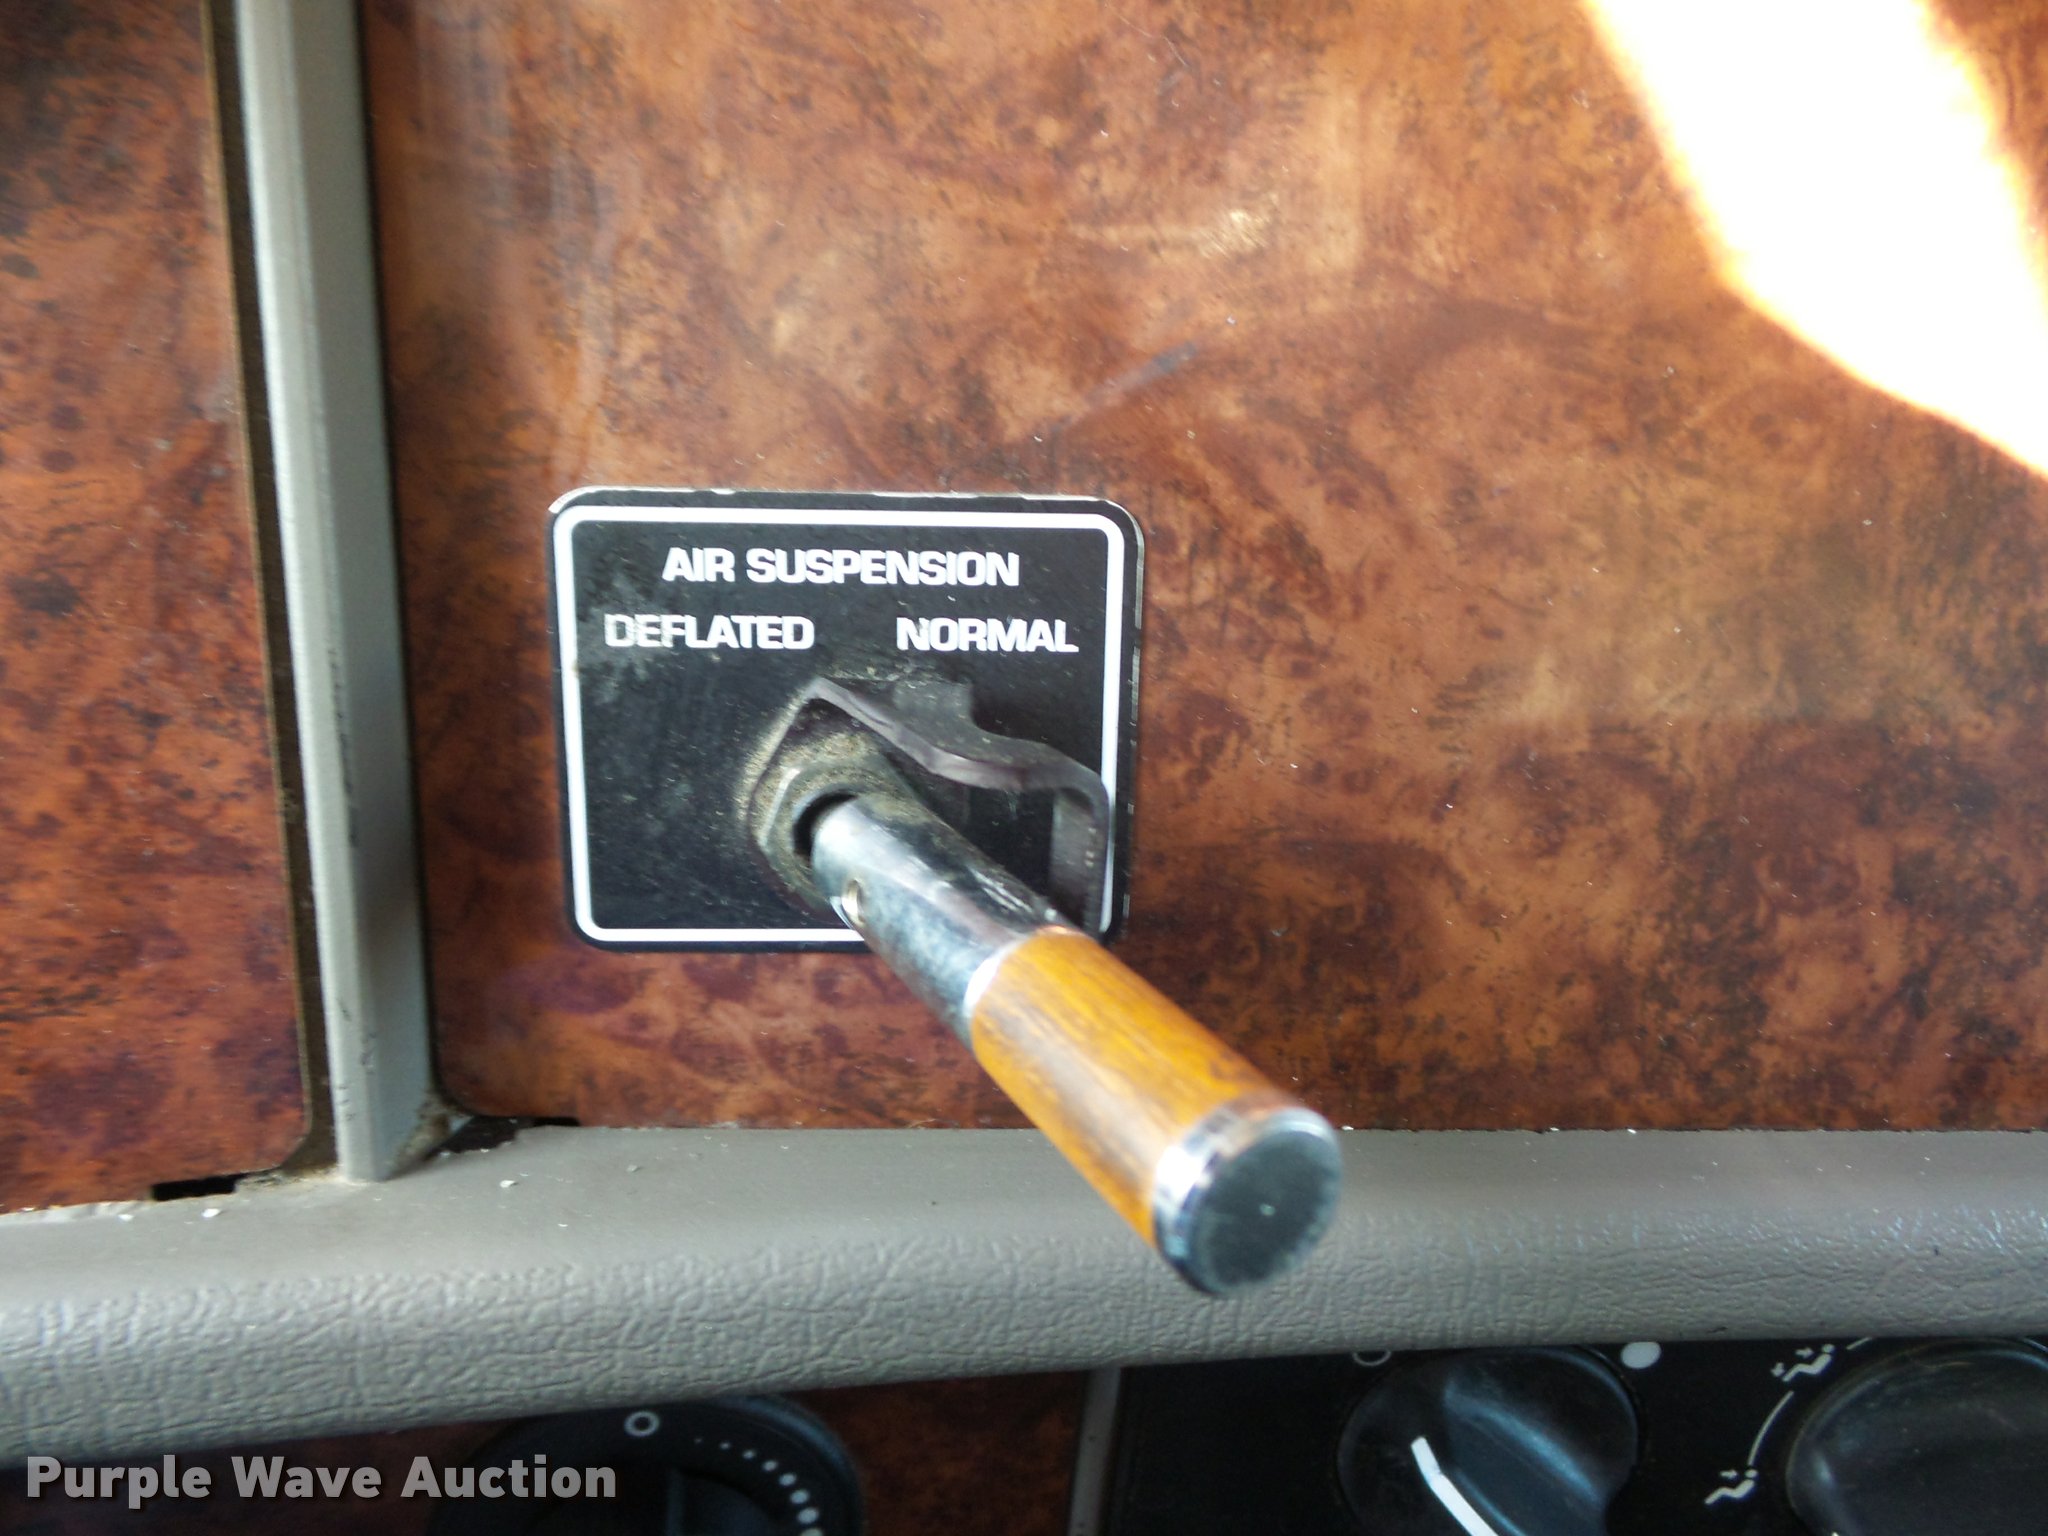 AIR SUSPENSION
DEFLATED NORMAL
Purple Wave Auction